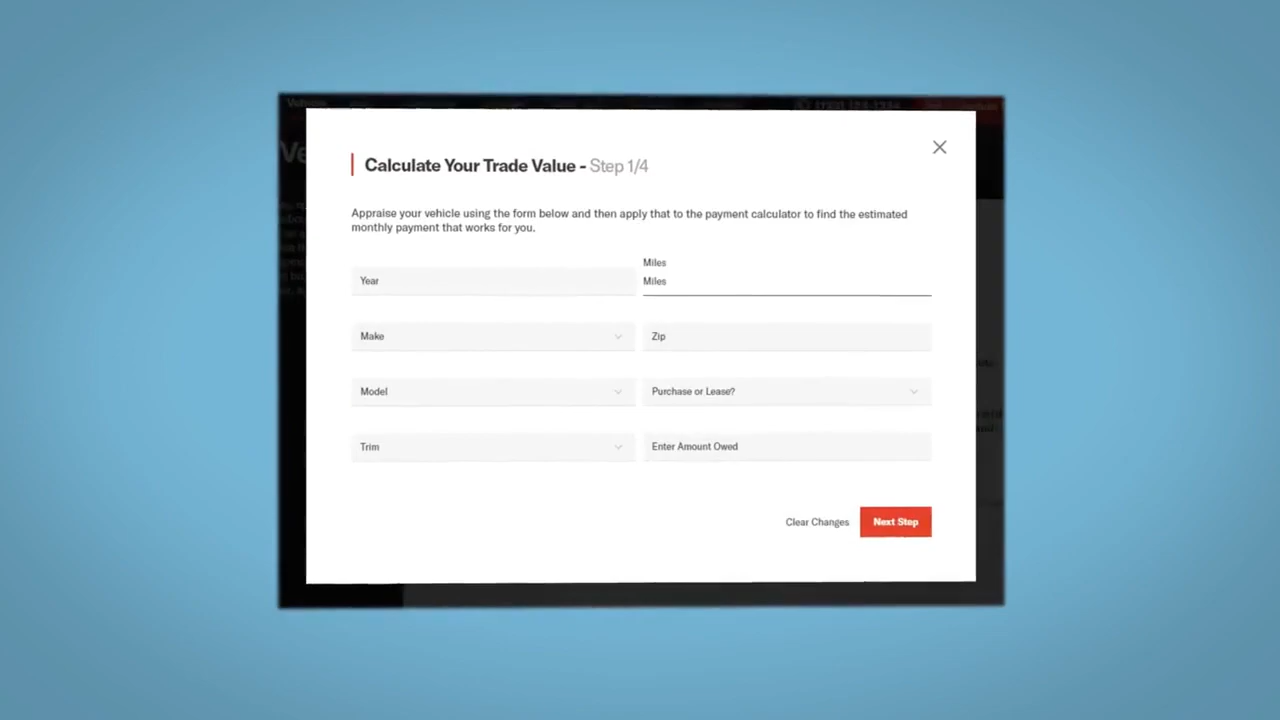 Calculate Your Trade Value - Step 1/4
Appraise your vehicle using the form below and then apply that to the payment calculator to find the estimated
monthly payment that works for you.
Miles
Year
Miles
Make
Zip
Model
Purchase or Lease?
Trim
Enter Amount Owed
Clear Changes
Next Step